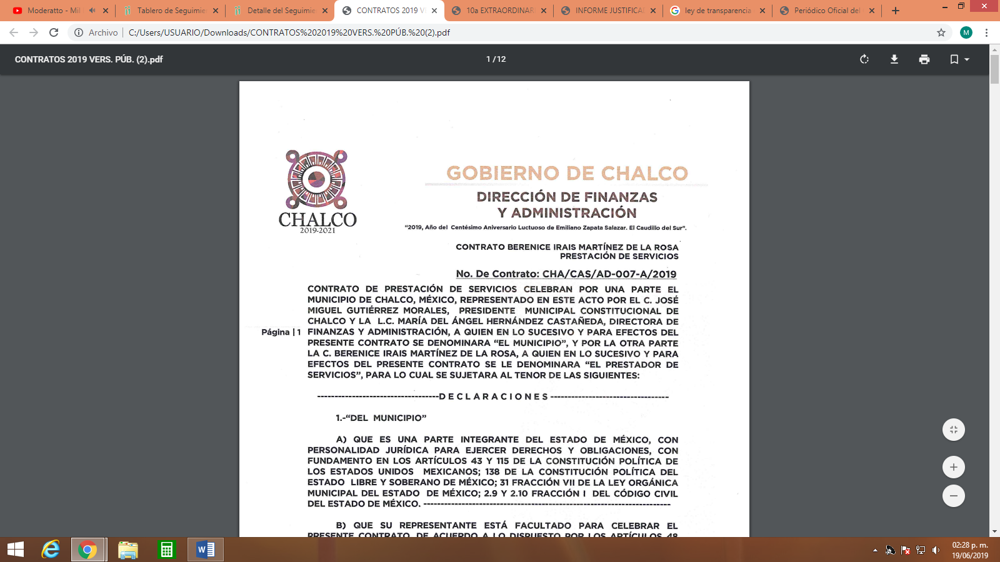 Moderatto - Mil
Tablero de Seguimie
Detalle del Seguimie
CONTRATOS 2019 VE
10a EXTRAORDINAR
INFORME JUSTIFICA
ley de transparencia
Periódico Oficial del
Archivo | C:/Users/USUARIO/Downloads/CONTRATOS%202019%20VERS.%20PÚB.%20(2).pdf
M
CONTRATOS 2019 VERS. PÚB. (2).pdf
1 / 12
CHALCO
2019-2021
GOBIERNO DE CHALCO
DIRECCIÓN DE FINANZAS
Y ADMINISTRACIÓN
"2019, Año del Centésimo Aniversario Luctuoso de Emiliano Zapata Salazar. El Caudillo del Sur".
CONTRATO BERENICE IRAIS MARTÍNEZ DE LA ROSA
PRESTACIÓN DE SERVICIOS
No. De Contrato: CHA/CAS/AD-007-A/2019
CONTRATO DE PRESTACIÓN DE SERVICIOS CELEBRAN POR UNA PARTE EL
MUNICIPIO DE CHALCO, MÉXICO, REPRESENTADO EN ESTE ACTO POR EL C. JOSÉ
MIGUEL GUTIÉRREZ MORALES, PRESIDENTE MUNICIPAL CONSTITUCIONAL DE
CHALCO Y LA L.C. MARÍA DEL ÁNGEL HERNÁNDEZ CASTAÑEDA, DIRECTORA DE
Página | 1 FINANZAS Y ADMINISTRACIÓN, A QUIEN EN LO SUCESIVO Y PARA EFECTOS DEL
PRESENTE CONTRATO SE DENOMINARA "EL MUNICIPIO", Y POR LA OTRA PARTE
LA C. BERENICE IRAIS MARTÍNEZ DE LA ROSA, A QUIEN EN LO SUCESIVO Y PARA
EFECTOS DEL PRESENTE CONTRATO SE LE DENOMINARA "EL PRESTADOR DE
SERVICIOS", PARA LO CUAL SE SUJETARA AL TENOR DE LAS SIGUIENTES:
-----------------------------------D E C L A R A C I O N E S ----------------------------------
1.-"DEL MUNICIPIO"
A) QUE ES UNA PARTE INTEGRANTE DEL ESTADO DE MÉXICO, CON
PERSONALIDAD JURÍDICA PARA EJERCER DERECHOS Y OBLIGACIONES, CON
FUNDAMENTO EN LOS ARTÍCULOS 43 Y 115 DE LA CONSTITUCIÓN POLÍTICA DE
LOS ESTADOS UNIDOS MEXICANOS; 138 DE LA CONSTITUCIÓN POLÍTICA DEL
ESTADO LIBRE Y SOBERANO DE MÉXICO; 31 FRACCIÓN VII DE LA LEY ORGÁNICA
MUNICIPAL DEL ESTADO DE MÉXICO; 2.9 Y 2.10 FRACCIÓN I DEL CÓDIGO CIVIL
DEL ESTADO DE MÉXICO. -----------------------------------------------------------------------
B) QUE SU REPRESENTANTE ESTÁ FACULTADO PARA CELEBRAR EL
PRESENTE CONTRATO, DE ACUERDO A LO DISPUESTO POR LOS ARTÍCULOS 48
02:28 p. m.
19/06/2019